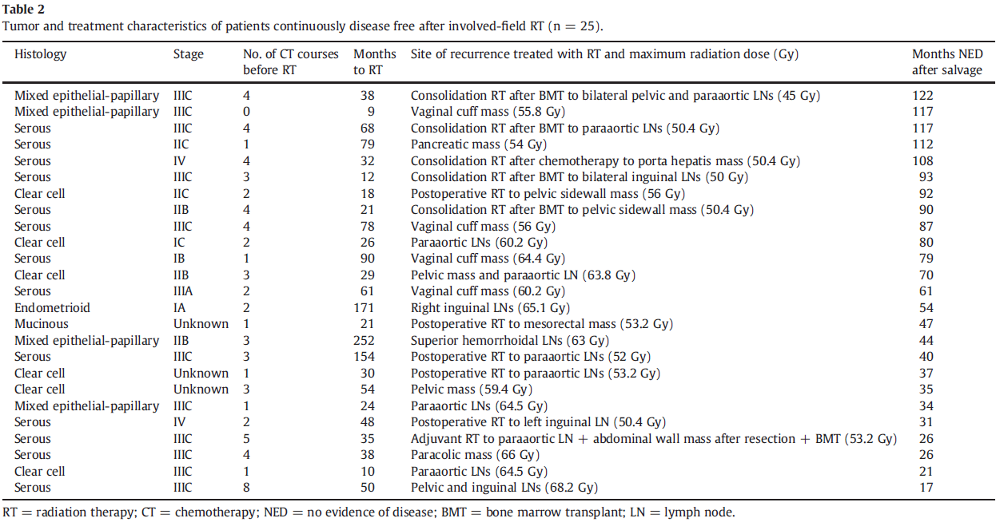 Table 2
Tumor and treatment characteristics of patients continuously disease free after involved-field RT (n = 25).
Histology Stage No. of CT courses before RT Months to RT Site of recurrence treated with RT and maximum radiation dose (Gy) Months NED after salvage
Mixed epithelial-papillary IIIC 4 38 Consolidation RT after BMT to bilateral pelvic and paraaortic LNs (45 Gy) 122
Mixed epithelial-papillary IIIC 0 9 Vaginal cuff mass (55.8 Gy) 117
Serous IIIC 4 68 Consolidation RT after BMT to paraaortic LNs (50.4 Gy) 117
Serous IIC 1 79 Pancreatic mass (54 Gy) 112
Serous IV 4 32 Consolidation RT after chemotherapy to porta hepatis mass (50.4 Gy) 108
Serous IIIC 3 12 Consolidation RT after BMT to bilateral inguinal LNs (50 Gy) 93
Clear cell IIC 2 18 Postoperative RT to pelvic sidewall mass (56 Gy) 92
Serous IIB 4 21 Consolidation RT after BMT to pelvic sidewall mass (50.4 Gy) 90
Serous IIIC 4 78 Vaginal cuff mass (56 Gy) 87
Clear cell IC 2 26 Paraaortic LNs (60.2 Gy) 80
Serous IB 1 90 Vaginal cuff mass (64.4 Gy) 79
Clear cell IIB 3 29 Pelvic mass and paraaortic LN (63.8 Gy) 70
Serous IIIA 2 61 Vaginal cuff mass (60.2 Gy) 61
Endometrioid IA 2 171 Right inguinal LNs (65.1 Gy) 54
Mucinous Unknown 1 21 Postoperative RT to mesorectal mass (53.2 Gy) 47
Mixed epithelial-papillary IIB 3 252 Superior hemorrhoidal LNs (63 Gy) 44
Serous IIIC 3 154 Postoperative RT to paraaortic LNs (52 Gy) 40
Clear cell Unknown 1 30 Postoperative RT to paraaortic LNs (53.2 Gy) 37
Clear cell Unknown 3 54 Pelvic mass (59.4 Gy) 35
Mixed epithelial-papillary IIIC 1 24 Paraaortic LNs (64.5 Gy) 34
Serous IV 2 48 Postoperative RT to left inguinal LN (50.4 Gy) 31
Serous IIIC 5 35 Adjuvant RT to paraaortic LN + abdominal wall mass after resection + BMT (53.2 Gy) 26
Serous IIIC 4 38 Paracolic mass (66 Gy) 26
Clear cell IIIC 1 10 Paraaortic LNs (64.5 Gy) 21
Serous IIIC 8 50 Pelvic and inguinal LNs (68.2 Gy) 17
RT = radiation therapy; CT = chemotherapy; NED = no evidence of disease; BMT = bone marrow transplant; LN = lymph node.